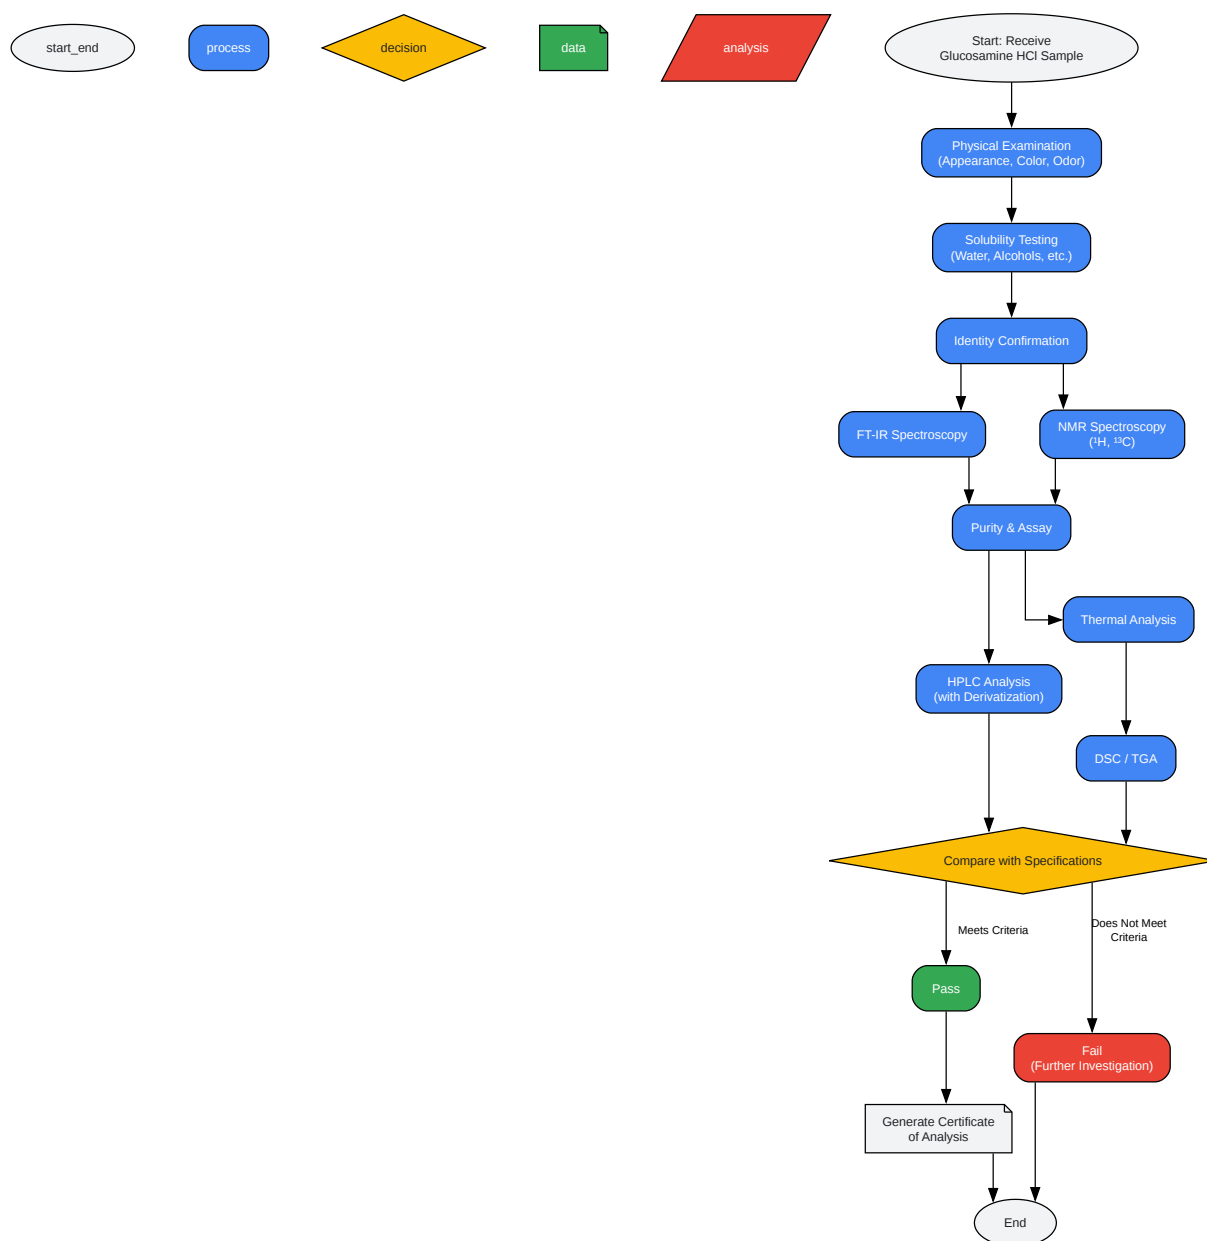 start_end
process
decision
data
analysis
Start: Receive
Glucosamine HCl Sample
Physical Examination
(Appearance, Color, Odor)
Solubility Testing
(Water, Alcohols, etc.)
Identity Confirmation
FT-IR Spectroscopy
NMR Spectroscopy
(¹H, ¹³C)
Purity & Assay
Thermal Analysis
HPLC Analysis
(with Derivatization)
DSC / TGA
Compare with Specifications
Meets Criteria
Does Not Meet
Criteria
Pass
Fail
(Further Investigation)
Generate Certificate
of Analysis
End